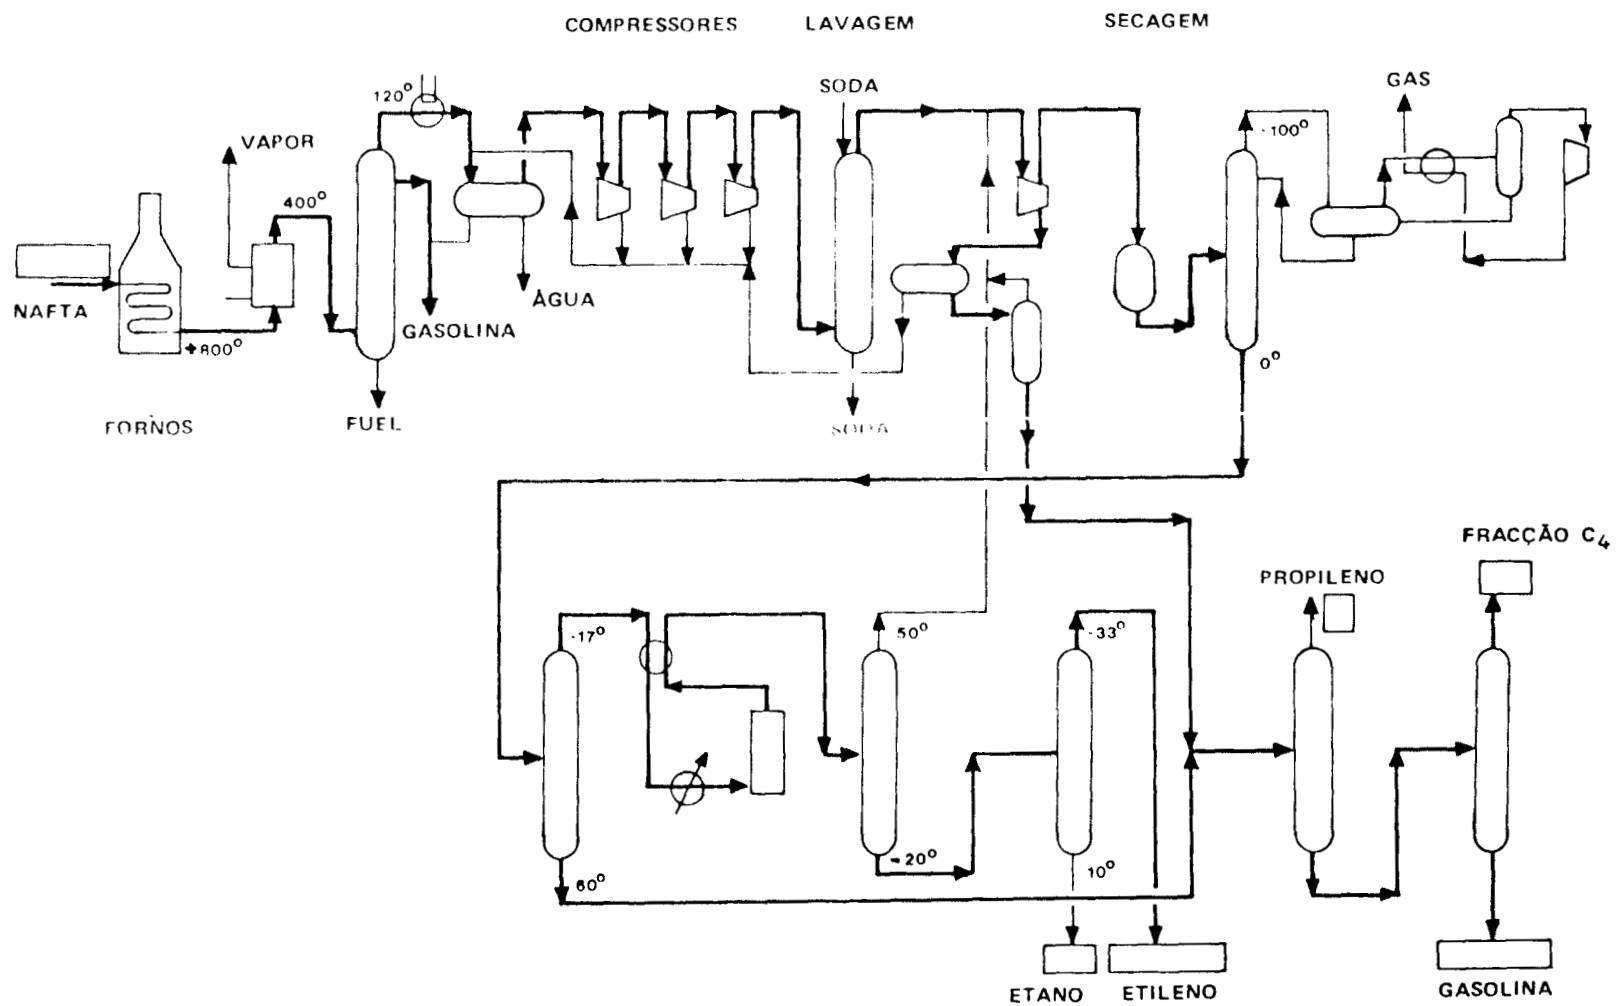 COMPRESSORES
LAVAGEM
SECAGEM
120°
SODA
GAS
-100°
VAPOR
400°
NAFTA
+800°
ÁGUA
GASOLINA
0°
FORNOS
FUEL
SODA
FRACÇÃO C4
PROPILENO
-17°
50°
-33°
-20°
10°
60°
ETANO
ETILENO
GASOLINA